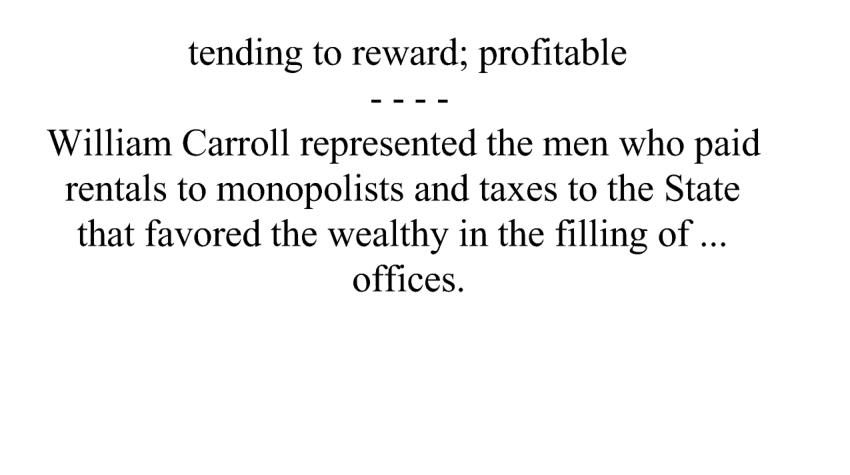 tending to reward; profitable
- - - -
William Carroll represented the men who paid
rentals to monopolists and taxes to the State
that favored the wealthy in the filling of ...
offices.